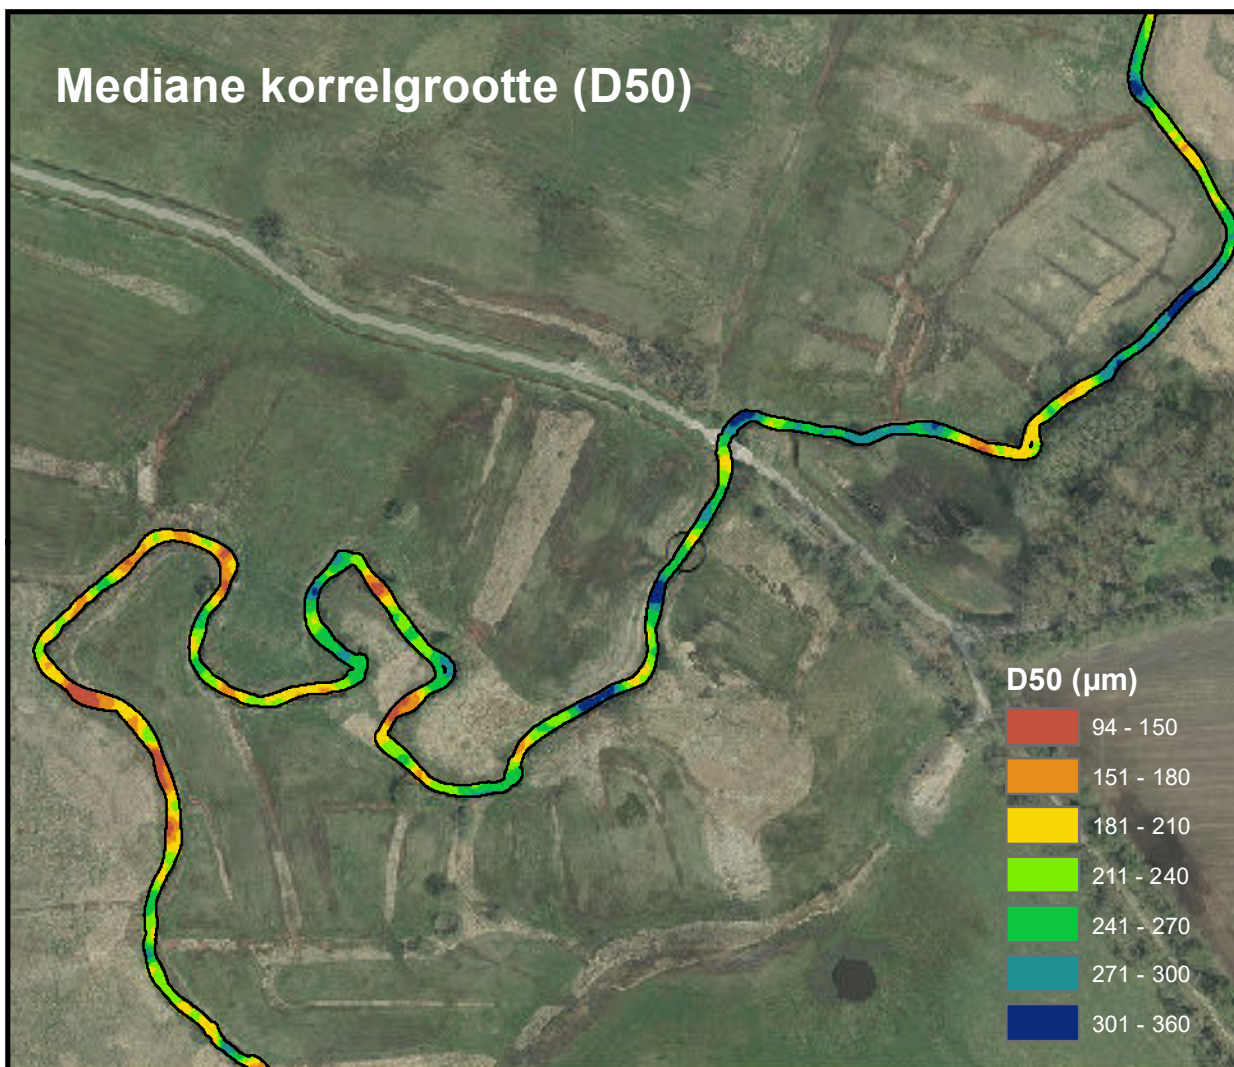 Mediane korrelgrootte (D50)
D50 (µm)
94 - 150
151 - 180
181 - 210
211 - 240
241 - 270
271 - 300
301 - 360